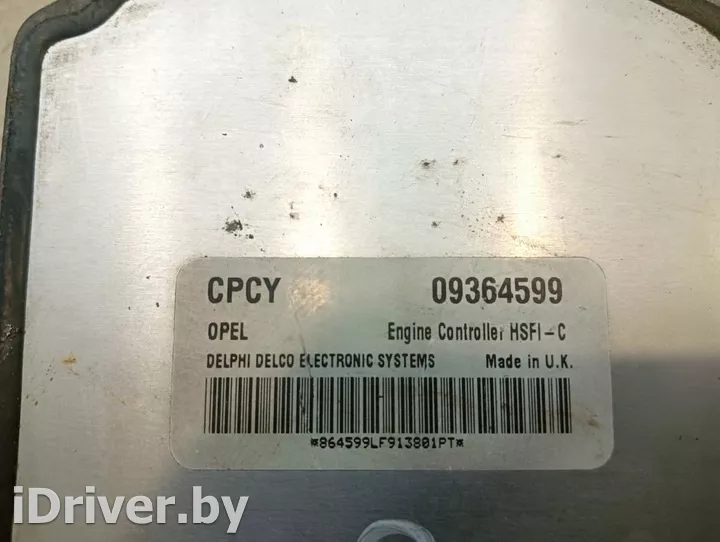 CPCY 09364599
OPEL Engine Controller HSFI-C
DELPHI DELCO ELECTRONIC SYSTEMS Made in U.K.
*864599LF913801PT*
iDriver.by